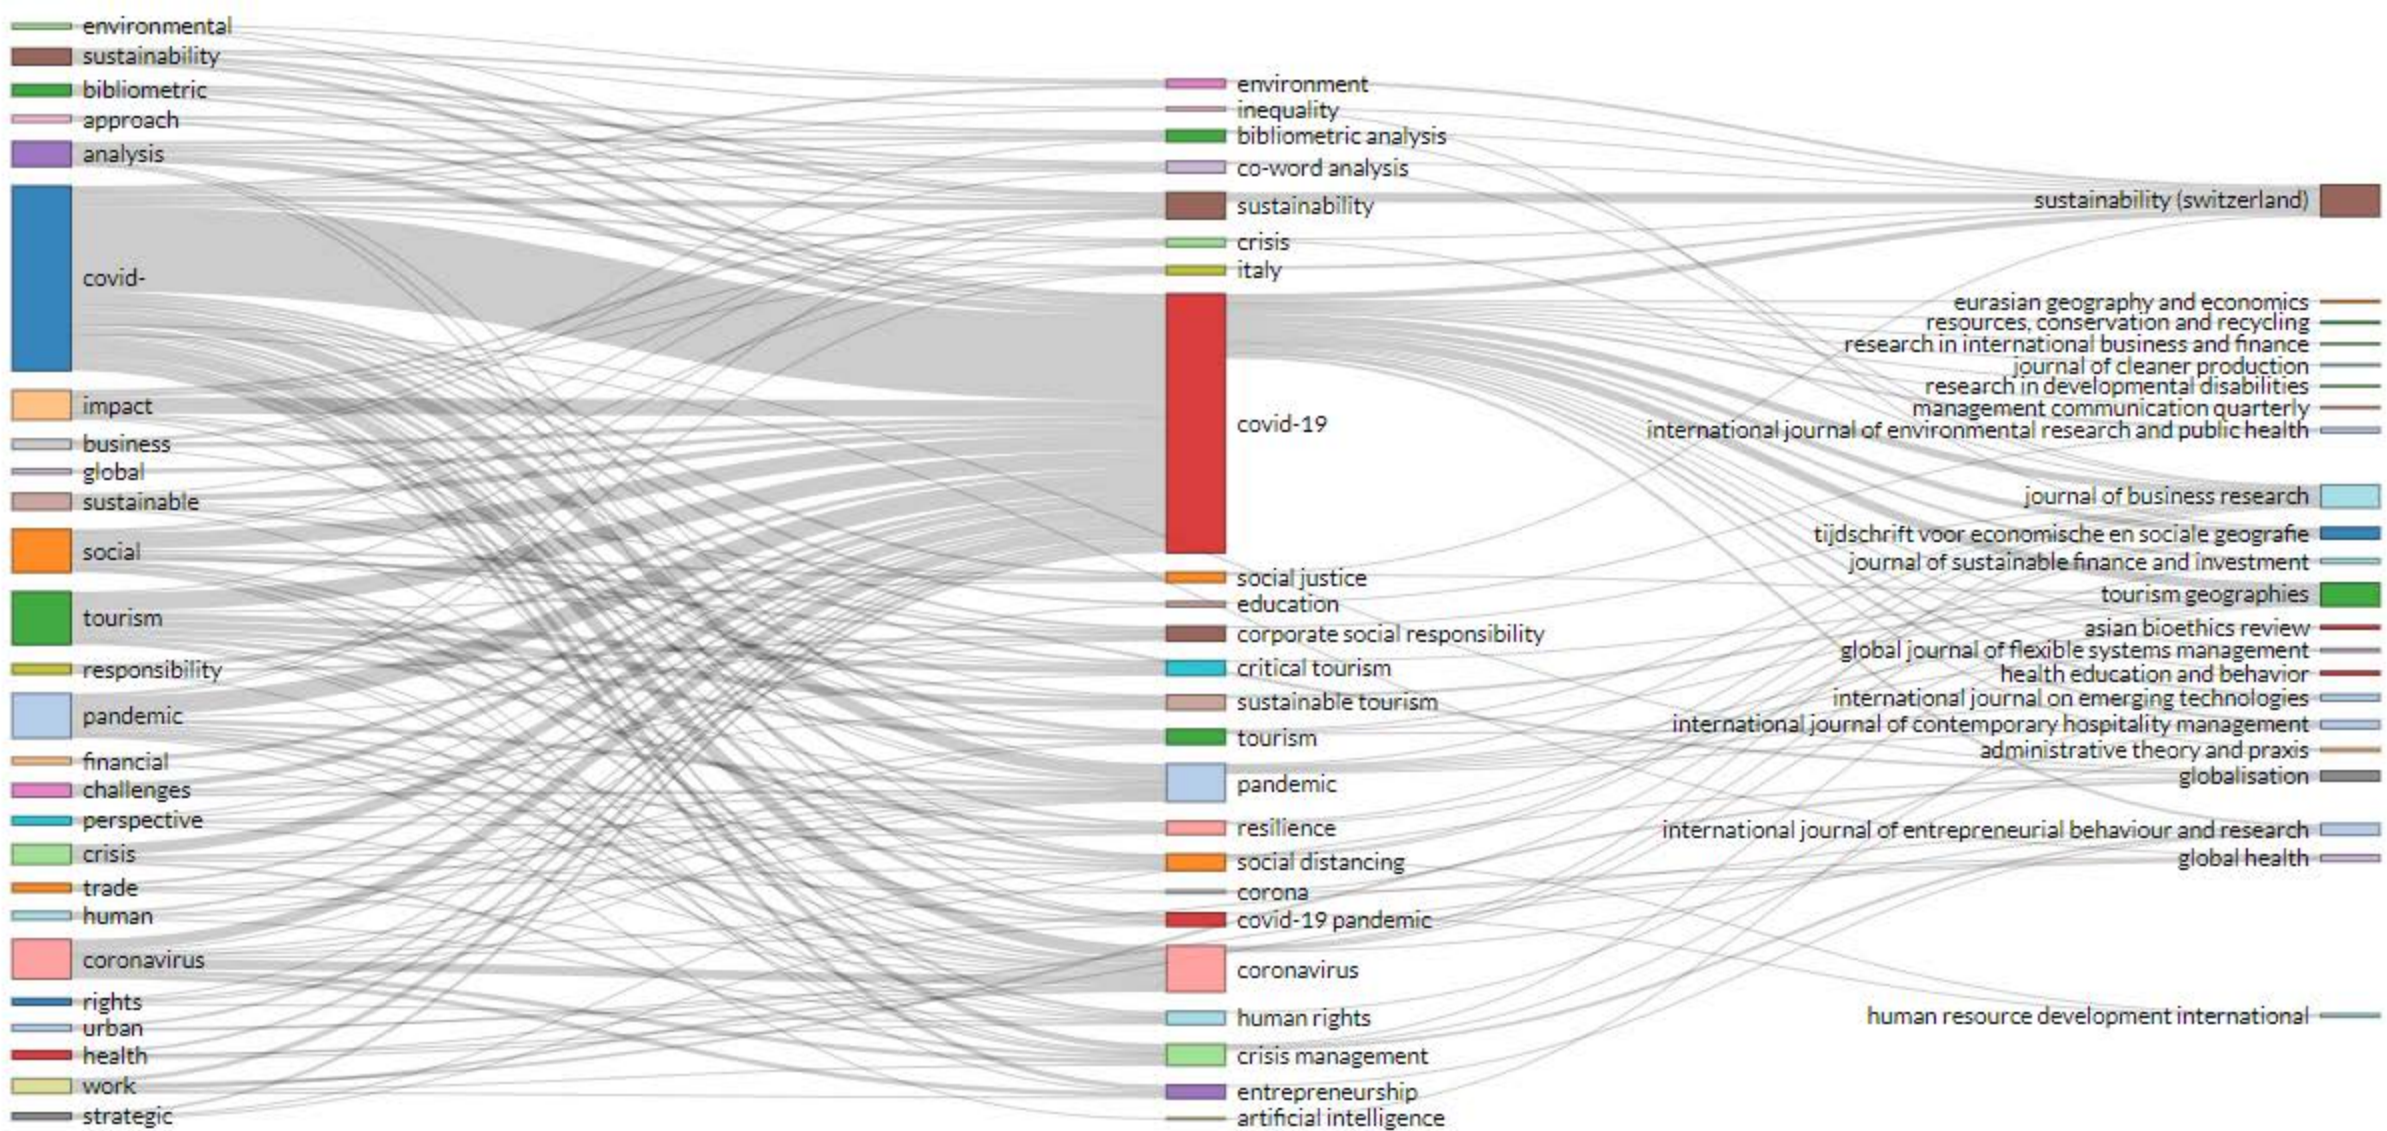 environmental
sustainability
bibliometric
approach
analysis
covid-
impact
business
global
sustainable
social
tourism
responsibility
pandemic
financial
challenges
perspective
crisis
trade
human
coronavirus
rights
urban
health
work
strategic
environment
inequality
bibliometric analysis
co-word analysis
sustainability
crisis
italy
covid-19
social justice
education
corporate social responsibility
critical tourism
sustainable tourism
tourism
pandemic
resilience
social distancing
corona
covid-19 pandemic
coronavirus
human rights
crisis management
entrepreneurship
artificial intelligence
sustainability (switzerland)
eurasian geography and economics
resources, conservation and recycling
research in international business and finance
journal of cleaner production
research in developmental disabilities
management communication quarterly
international journal of environmental research and public health
journal of business research
tijdschrift voor economische en sociale geografie
journal of sustainable finance and investment
tourism geographies
asian bioethics review
global journal of flexible systems management
health education and behavior
international journal on emerging technologies
international journal of contemporary hospitality management
administrative theory and praxis
globalisation
international journal of entrepreneurial behaviour and research
global health
human resource development international